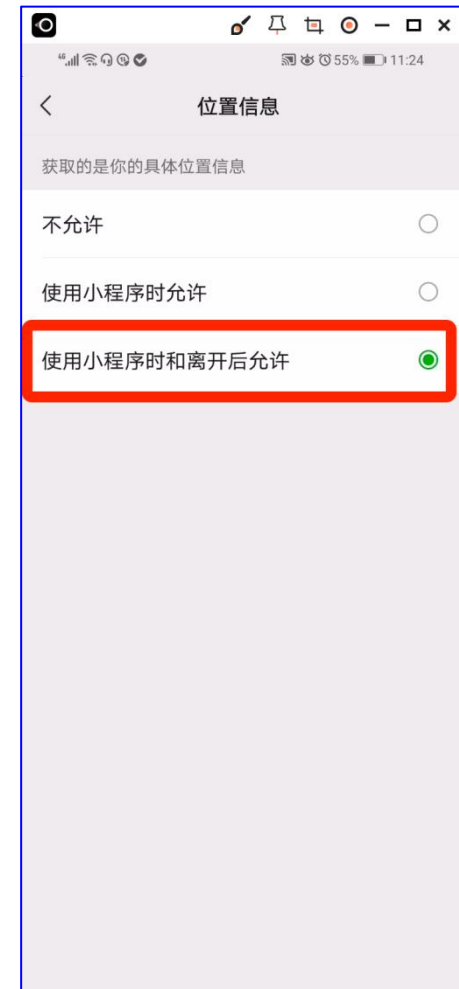 46 55% 11:24
位置信息
获取的是你的具体位置信息
不允许
使用小程序时允许
使用小程序时和离开后允许